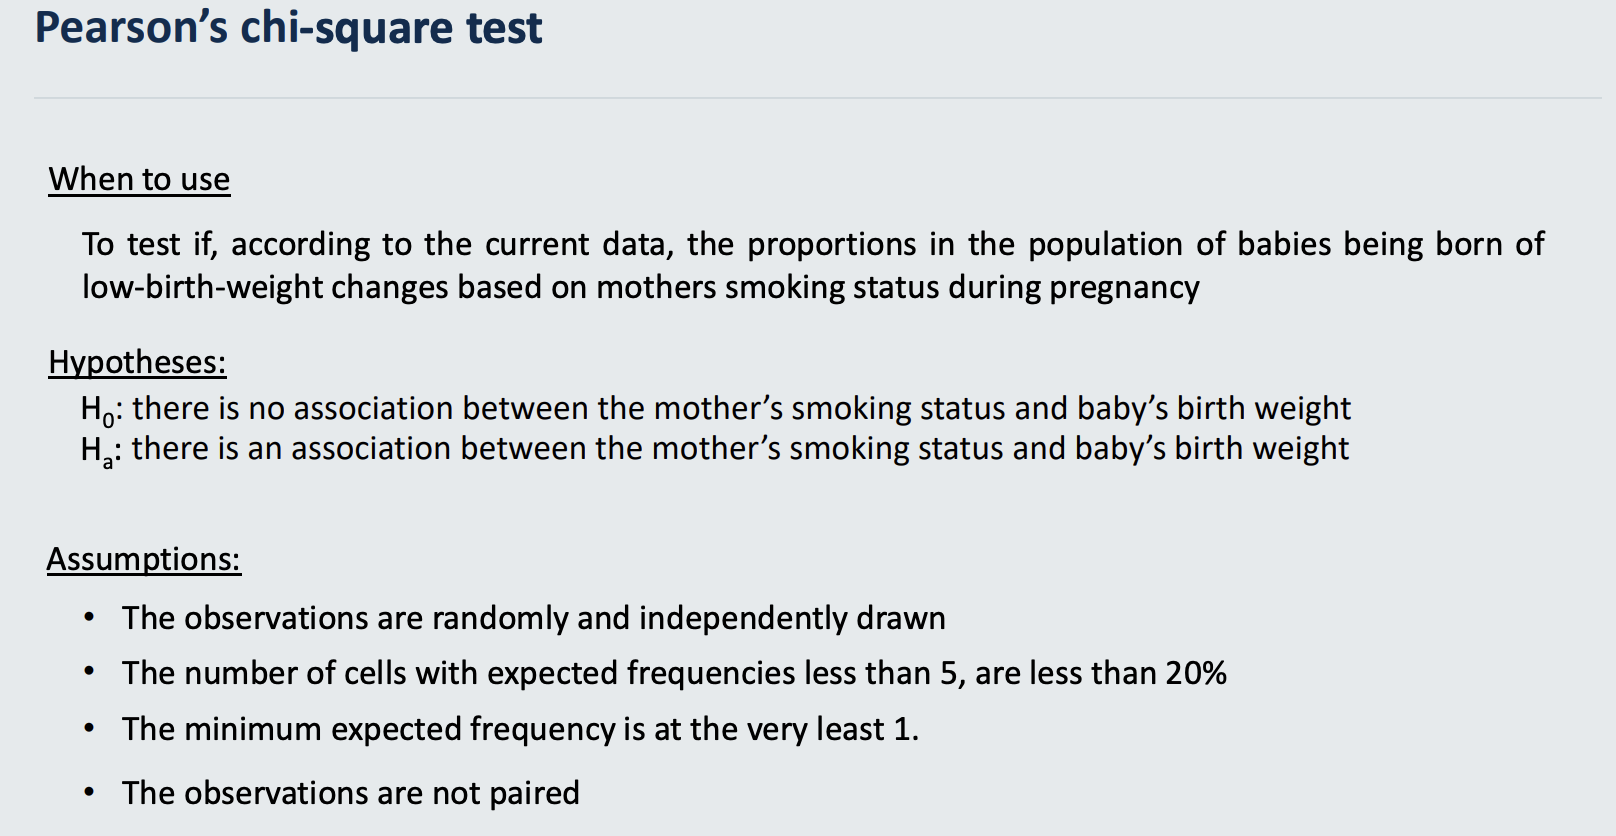 Pearson’s chi-square test
When to use
To test if, according to the current data, the proportions in the population of babies being born of
low-birth-weight changes based on mothers smoking status during pregnancy
Hypotheses:
H₀: there is no association between the mother’s smoking status and baby’s birth weight
Hₐ: there is an association between the mother’s smoking status and baby’s birth weight
Assumptions:
• The observations are randomly and independently drawn
• The number of cells with expected frequencies less than 5, are less than 20%
• The minimum expected frequency is at the very least 1.
• The observations are not paired